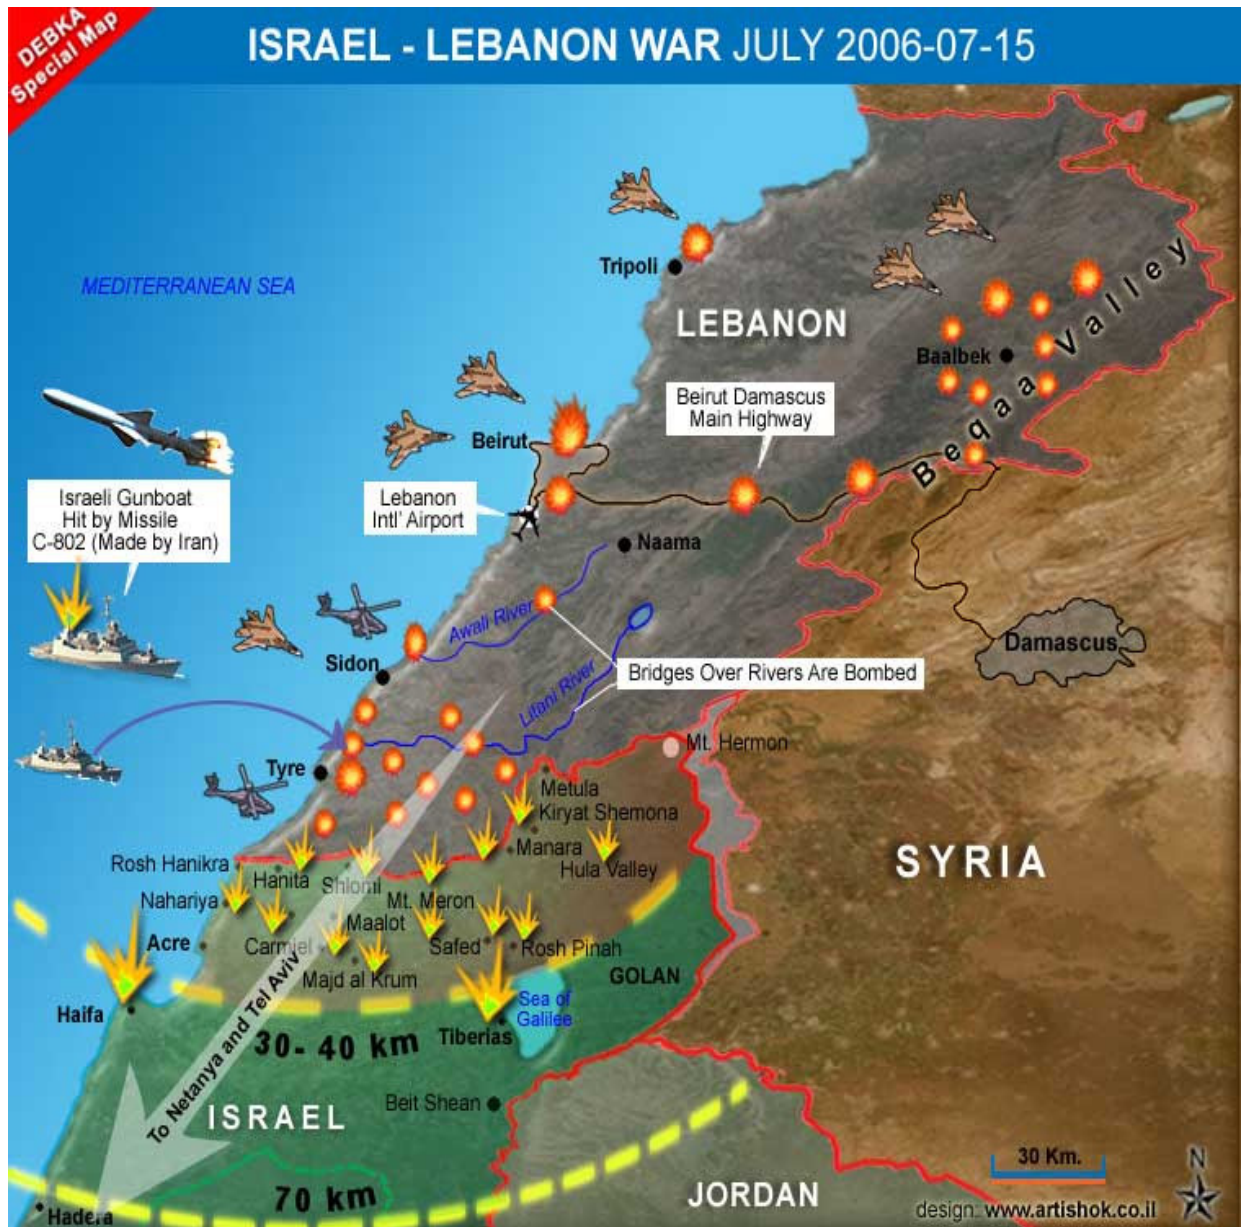 DEBKA
Special Map
ISRAEL - LEBANON WAR JULY 2006-07-15
MEDITERRANEAN SEA
Tripoli
LEBANON
Beqaa Valley
Baalbek
Beirut Damascus
Main Highway
Beirut
Lebanon
Intl' Airport
Israeli Gunboat
Hit by Missile
C-802 (Made by Iran)
Naama
Awali River
Sidon
Damascus
Litani River
Bridges Over Rivers Are Bombed
Mt. Hermon
Tyre
Metula
Kiryat Shemona
Manara
Hula Valley
SYRIA
Rosh Hanikra
Hanita
Shlomi
Nahariya
Mt. Meron
Maalot
Acre
Carmiel
Safed
Rosh Pinah
Majd al Krum
GOLAN
Haifa
Sea of
Galilee
Tiberias
30- 40 km
To Netanya and Tel Aviv
Beit Shean
ISRAEL
70 km
Hadera
JORDAN
30 Km.
N
design: www.artishok.co.il